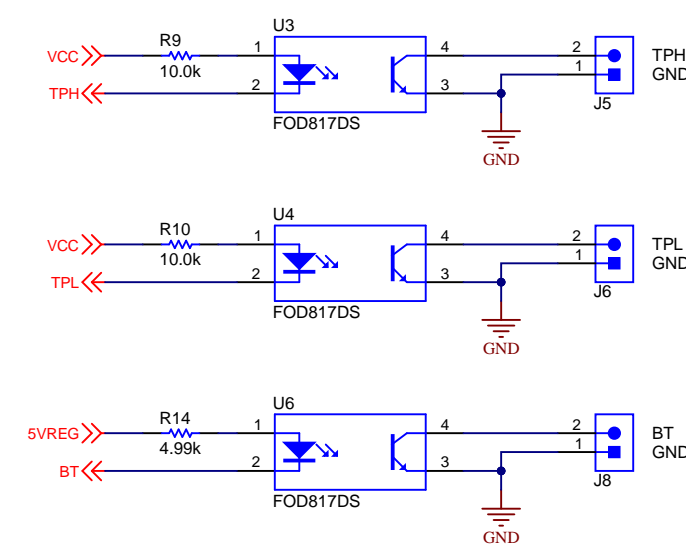 U3
R9
VCC
10.0k
TPH
1
2
4
3
FOD817DS
2
1
TPH
GND
J5
GND
U4
R10
VCC
10.0k
TPL
1
2
4
3
FOD817DS
2
1
TPL
GND
J6
GND
U6
R14
5VREG
4.99k
BT
1
2
4
3
FOD817DS
2
1
BT
GND
J8
GND